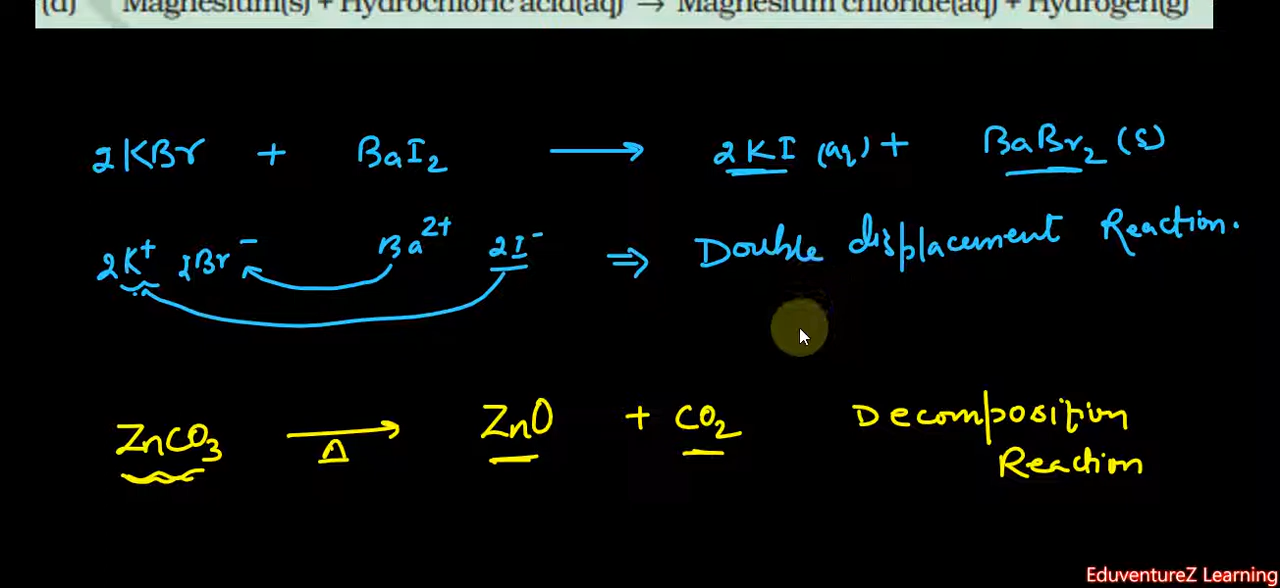 (d) Magnesium(s) + Hydrochloric acid(aq) → Magnesium chloride(aq) + Hydrogen(g)
2KBr + BaI₂ → 2KI (aq) + BaBr₂ (s)
2K⁺ 2Br⁻ Ba²⁺ 2I⁻ ⇒ Double displacement Reaction.
ZnCO₃ →Δ ZnO + CO₂ Decomposition
Reaction
EduventureZ Learning